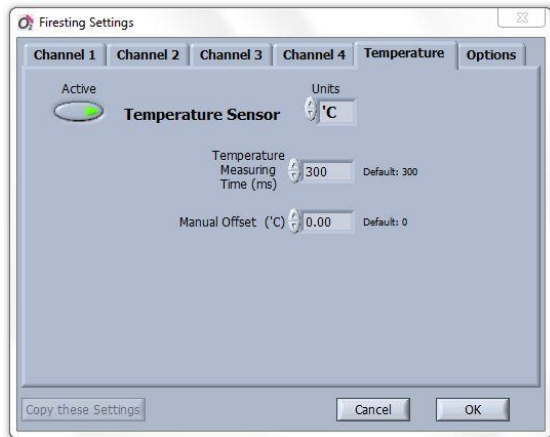 O₂ Firesting Settings
Channel 1 Channel 2 Channel 3 Channel 4 Temperature Options
Active Units
Temperature Sensor 'C
Temperature
Measuring
Time (ms) 300 Default: 300
Manual Offset ('C) 0.00 Default: 0
Copy these Settings Cancel OK